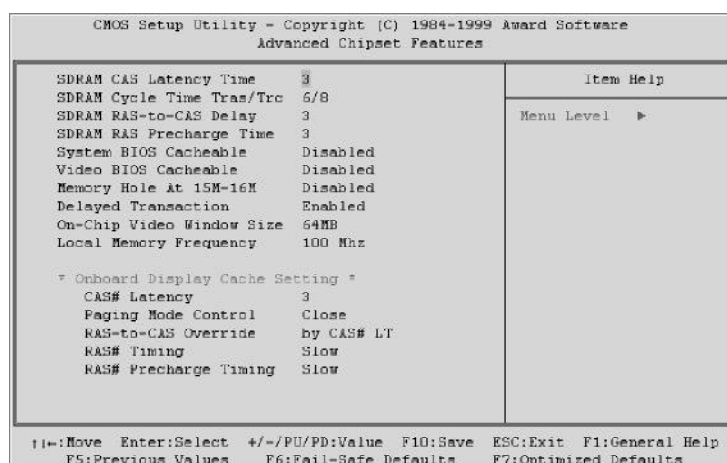 CMOS Setup Utility - Copyright (C) 1984-1999 Award Software
Advanced Chipset Features
SDRAM CAS Latency Time 3
SDRAM Cycle Time Tras/Trc 6/8
SDRAM RAS-to-CAS Delay 3
SDRAM RAS Precharge Time 3
System BIOS Cacheable Disabled
Video BIOS Cacheable Disabled
Memory Hole At 15M-16M Disabled
Delayed Transaction Enabled
On-Chip Video Window Size 64MB
Local Memory Frequency 100 Mhz
* Onboard Display Cache Setting *
CAS# Latency 3
Paging Mode Control Close
RAS-to-CAS Override by CAS# LT
RAS# Timing Slow
RAS# Precharge Timing Slow
Item Help
Menu Level ▶
↑↓←:Move Enter:Select +/-/PU/PD:Value F10:Save ESC:Exit F1:General Help
F5:Previous Values F6:Fail-Safe Defaults F7:Optimized Defaults